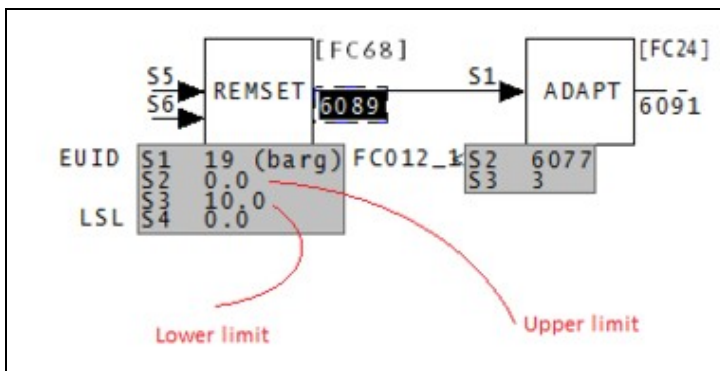 [FC68]
[FC24]
S5
S6
REMSET
6089
S1
ADAPT
6091
EUID S1 19 (barg) FC012_1
S2 0.0
S3 10.0
LSL S4 0.0
S2 6077
S3 3
Lower limit
Upper limit